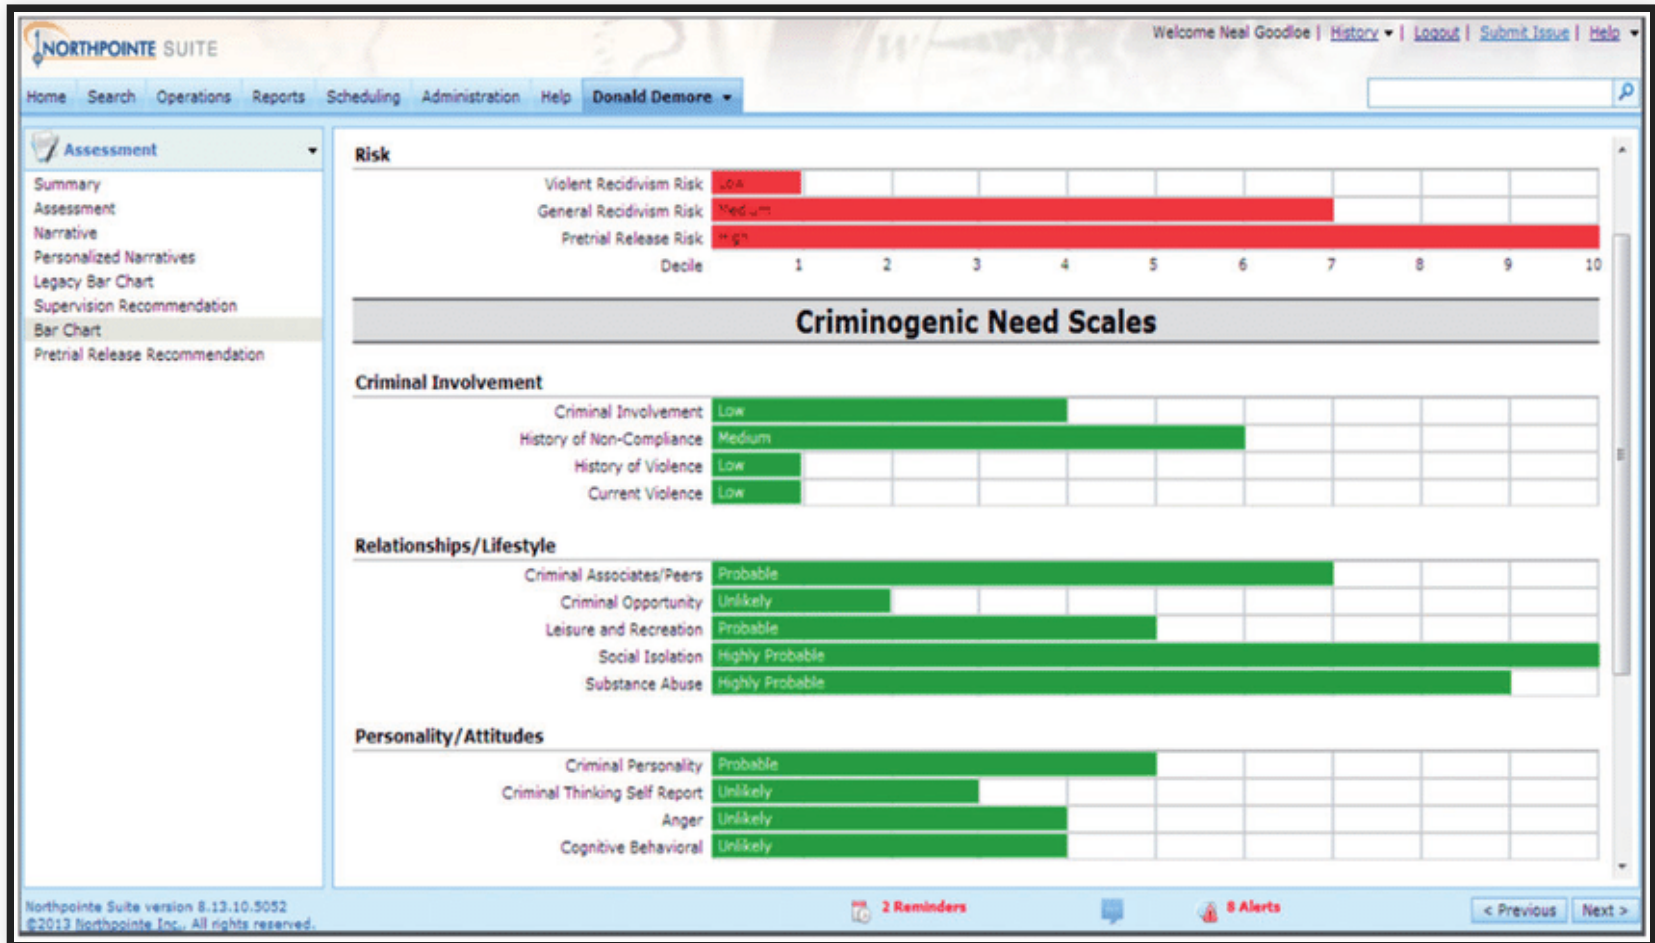 NORTHPOINTE SUITE
Welcome Neal Goodloe | History | Logout | Submit Issue | Help
Home Search Operations Reports Scheduling Administration Help Donald Demore
Assessment
Summary
Assessment
Narrative
Personalized Narratives
Legacy Bar Chart
Supervision Recommendation
Bar Chart
Pretrial Release Recommendation
Risk
Violent Recidivism Risk Low
General Recidivism Risk Medium
Pretrial Release Risk High
Decile 1 2 3 4 5 6 7 8 9 10
Criminogenic Need Scales
Criminal Involvement
Criminal Involvement Low
History of Non-Compliance Medium
History of Violence Low
Current Violence Low
Relationships/Lifestyle
Criminal Associates/Peers Probable
Criminal Opportunity Unlikely
Leisure and Recreation Probable
Social Isolation Highly Probable
Substance Abuse Highly Probable
Personality/Attitudes
Criminal Personality Probable
Criminal Thinking Self Report Unlikely
Anger Unlikely
Cognitive Behavioral Unlikely
Northpointe Suite version 8.13.10.5052
©2013 Northpointe Inc., All rights reserved.
2 Reminders
8 Alerts
< Previous Next >